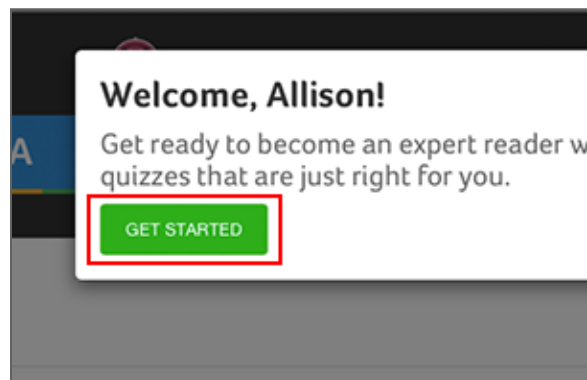 Welcome, Allison!
A
Get ready to become an expert reader
quizzes that are just right for you.
GET STARTED